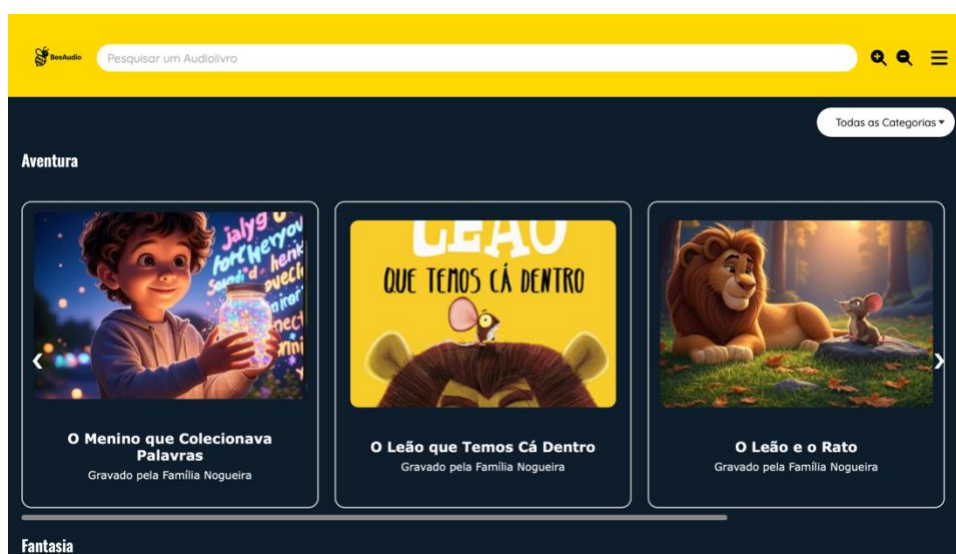 BeeAudio
Pesquisar um Audiolivro
Todas as Categorias
Aventura
LEÃO
QUE TEMOS CÁ DENTRO
O Menino que Colecionava
Palavras
Gravado pela Família Nogueira
O Leão que Temos Cá Dentro
Gravado pela Família Nogueira
O Leão e o Rato
Gravado pela Família Nogueira
Fantasia